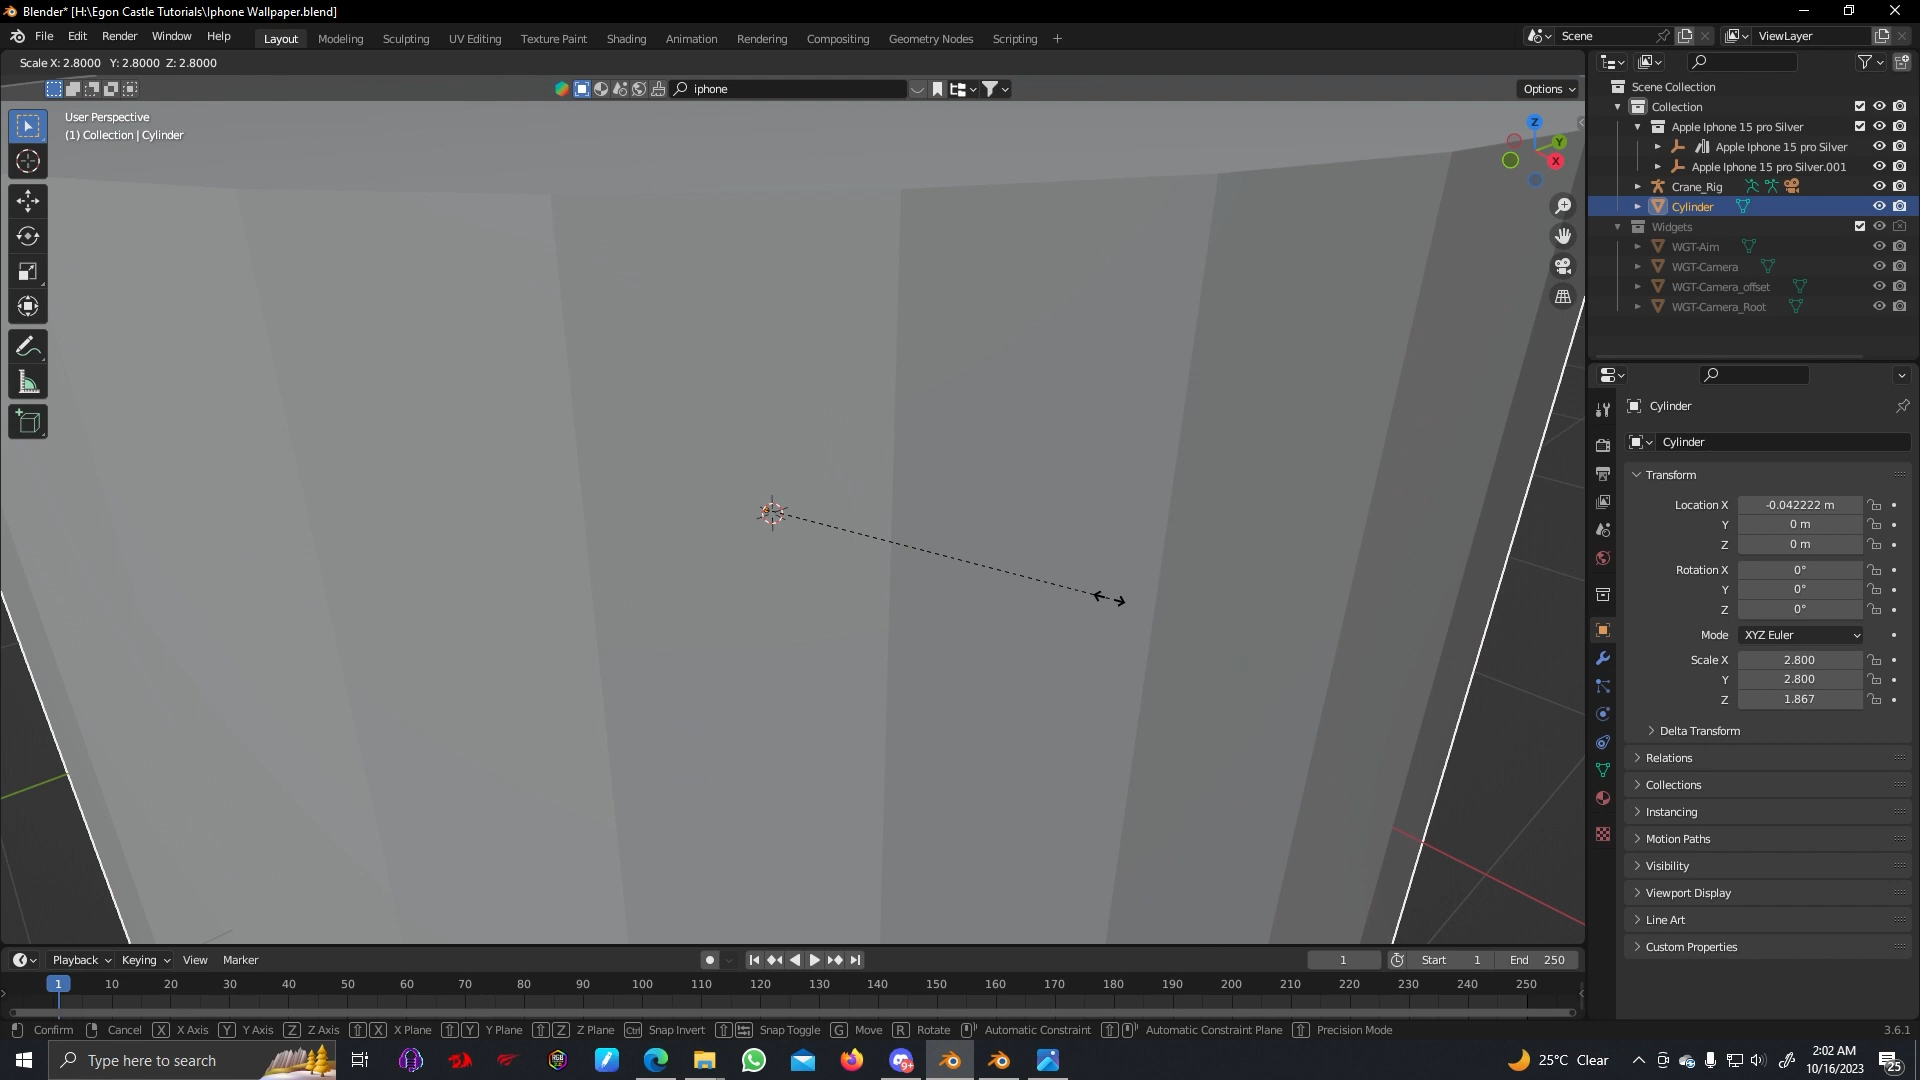 Blender* [H:\Egon Castle Tutorials\Iphone Wallpaper.blend]
File Edit Render Window Help Layout Modeling Sculpting UV Editing Texture Paint Shading Animation Rendering Compositing Geometry Nodes Scripting + Scene ViewLayer
Scale X: 2.8000 Y: 2.8000 Z: 2.8000
iphone Options
User Perspective
(1) Collection | Cylinder
Z
Y
X
Scene Collection
Collection
Apple Iphone 15 pro Silver
Apple Iphone 15 pro Silver
Apple Iphone 15 pro Silver.001
Crane_Rig
Cylinder
Widgets
WGT-Aim
WGT-Camera
WGT-Camera_offset
WGT-Camera_Root
Cylinder
Cylinder
Transform
Location X -0.042222 m
Y 0 m
Z 0 m
Rotation X 0°
Y 0°
Z 0°
Mode XYZ Euler
Scale X 2.800
Y 2.800
Z 1.867
Delta Transform
Relations
Collections
Instancing
Motion Paths
Visibility
Viewport Display
Line Art
Custom Properties
Playback Keying View Marker 1 Start 1 End 250
1 10 20 30 40 50 60 70 80 90 100 110 120 130 140 150 160 170 180 190 200 210 220 230 240 250
Confirm Cancel X X Axis Y Y Axis Z Z Axis X X Plane Y Y Plane Z Z Plane Ctrl Snap Invert Snap Toggle G Move R Rotate Automatic Constraint Automatic Constraint Plane Precision Mode 3.6.1
Type here to search 9+ 25°C Clear 2:02 AM
10/16/2023 25